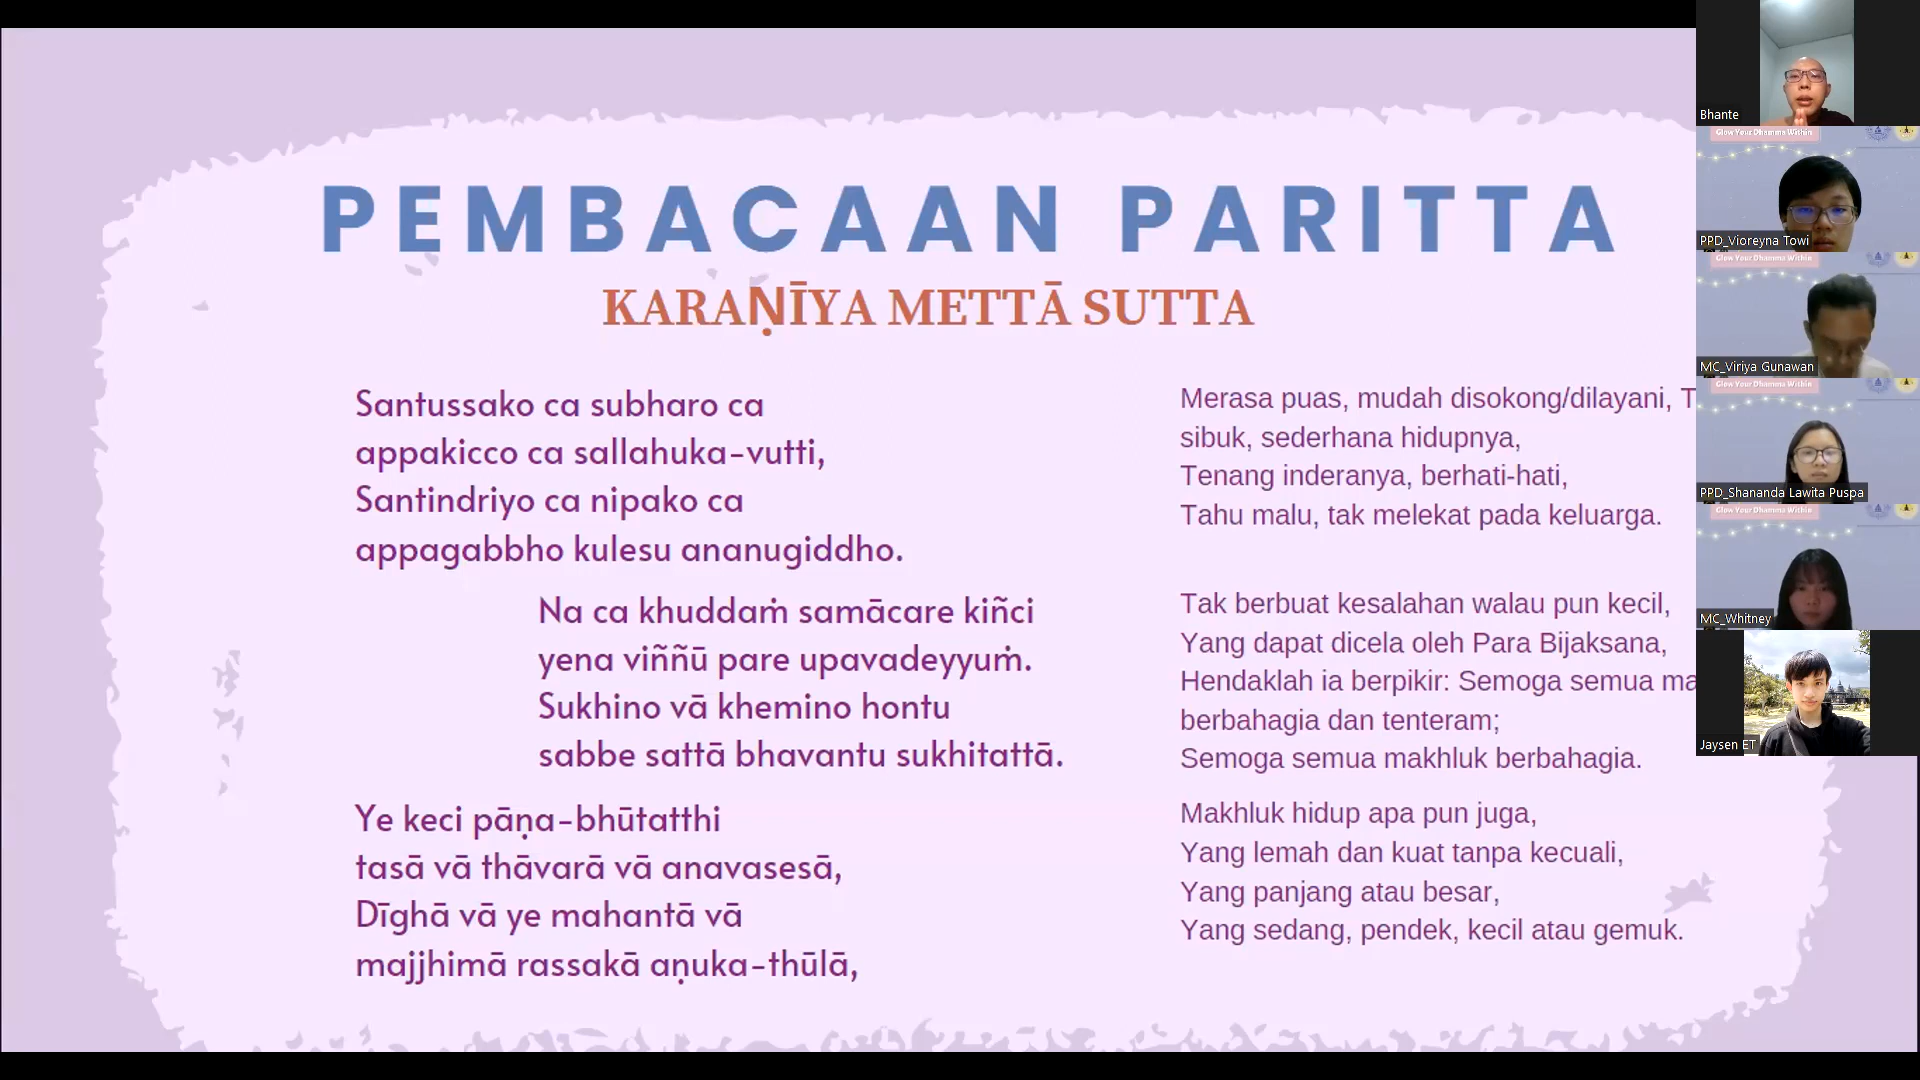 PEMBACAAN PARITTA
KARAṆĪYA METTĀ SUTTA
Santussako ca subharo ca
appakicco ca sallahuka-vutti,
Santindriyo ca nipako ca
appagabbho kulesu ananugiddho.
Na ca khuddaṁ samācare kiñci
yena viññū pare upavadeyyuṁ.
Sukhino vā khemino hontu
sabbe sattā bhavantu sukhitattā.
Ye keci pāṇa-bhūtatthi
tasā vā thāvarā vā anavasesā,
Dīghā vā ye mahantā vā
majjhimā rassakā aṇuka-thūlā,
Merasa puas, mudah disokong/dilayani, T
sibuk, sederhana hidupnya,
Tenang inderanya, berhati-hati,
Tahu malu, tak melekat pada keluarga.
Tak berbuat kesalahan walau pun kecil,
Yang dapat dicela oleh Para Bijaksana,
Hendaklah ia berpikir: Semoga semua ma
berbahagia dan tenteram;
Semoga semua makhluk berbahagia.
Makhluk hidup apa pun juga,
Yang lemah dan kuat tanpa kecuali,
Yang panjang atau besar,
Yang sedang, pendek, kecil atau gemuk.
Bhante
Glow Your Dhamma Within
PPD_Vioreyna Towi
Glow Your Dhamma Within
MC_Viriya Gunawan
Glow Your Dhamma Within
PPD_Shananda Lawita Puspa
Glow Your Dhamma Within
MC_Whitney
Jaysen ET